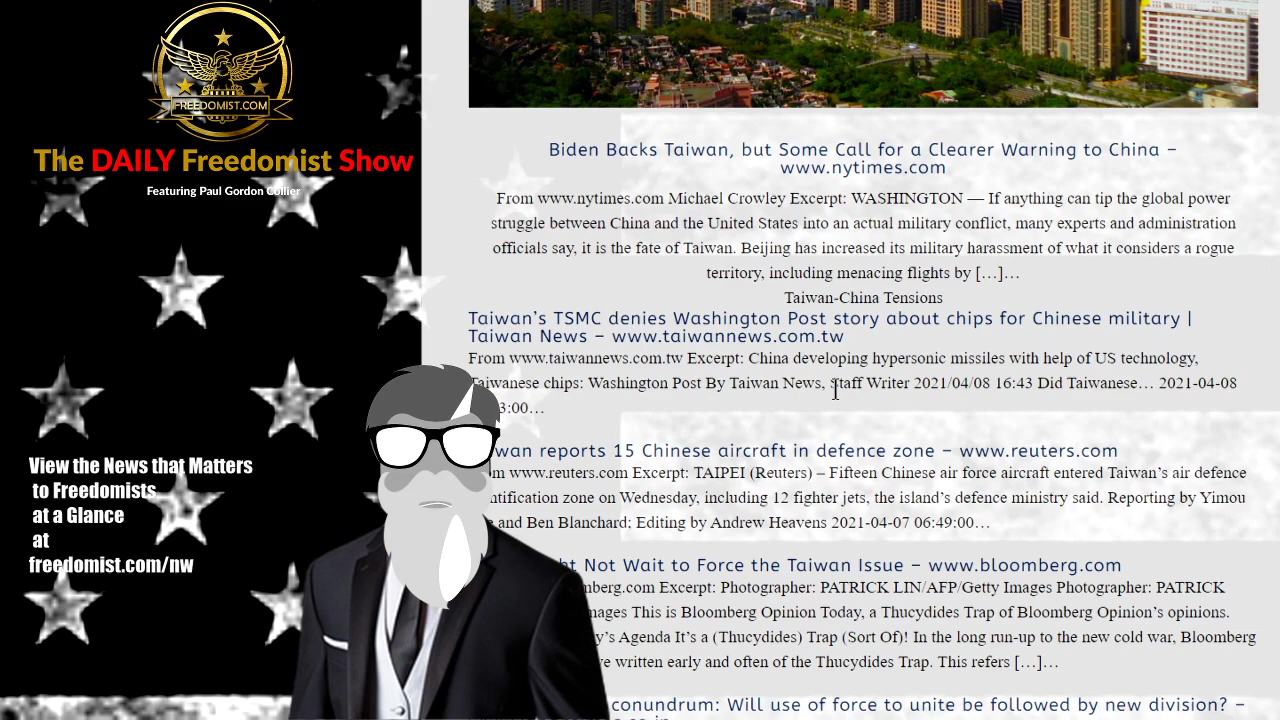 FREEDOMIST.COM
The DAILY Freedomist Show
Featuring Paul Gordon Collier
View the News that Matters
to Freedomists
at a Glance
at
freedomist.com/nw
Biden Backs Taiwan, but Some Call for a Clearer Warning to China –
www.nytimes.com
From www.nytimes.com Michael Crowley Excerpt: WASHINGTON — If anything can tip the global power
struggle between China and the United States into an actual military conflict, many experts and administration
officials say, it is the fate of Taiwan. Beijing has increased its military harassment of what it considers a rogue
territory, including menacing flights by […]…
Taiwan-China Tensions
Taiwan’s TSMC denies Washington Post story about chips for Chinese military |
Taiwan News – www.taiwannews.com.tw
From www.taiwannews.com.tw Excerpt: China developing hypersonic missiles with help of US technology,
Taiwanese chips: Washington Post By Taiwan News, Staff Writer 2021/04/08 16:43 Did Taiwanese… 2021-04-08
3:00…
wan reports 15 Chinese aircraft in defence zone – www.reuters.com
m www.reuters.com Excerpt: TAIPEI (Reuters) – Fifteen Chinese air force aircraft entered Taiwan’s air defence
ntification zone on Wednesday, including 12 fighter jets, the island’s defence ministry said. Reporting by Yimou
and Ben Blanchard; Editing by Andrew Heavens 2021-04-07 06:49:00…
ht Not Wait to Force the Taiwan Issue – www.bloomberg.com
mberg.com Excerpt: Photographer: PATRICK LIN/AFP/Getty Images Photographer: PATRICK
mages This is Bloomberg Opinion Today, a Thucydides Trap of Bloomberg Opinion’s opinions.
y’s Agenda It’s a (Thucydides) Trap (Sort Of)! In the long run-up to the new cold war, Bloomberg
ve written early and often of the Thucydides Trap. This refers […]…
conundrum: Will use of force to unite be followed by new division? –